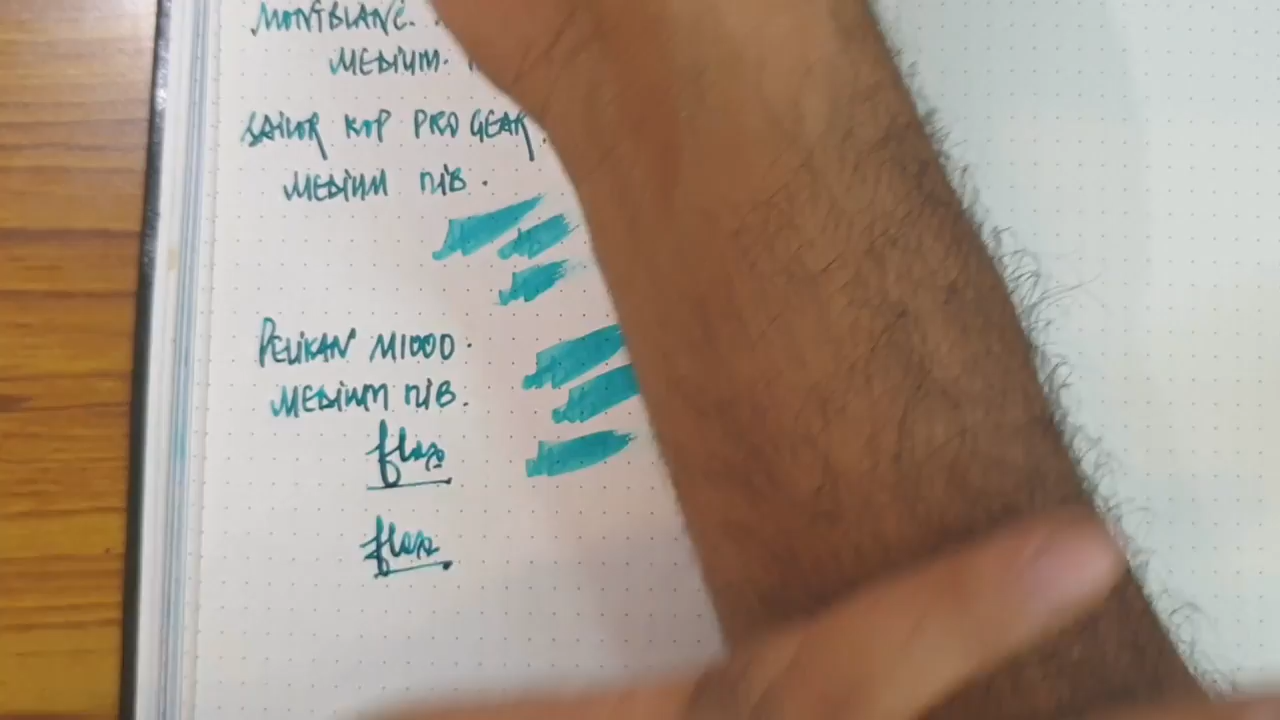 MONTBLANC.
MEDIUM.
SAILOR KOP PRO GEAR.
MEDIUM NIB.
PELIKAN M1000.
MEDIUM NIB.
flex
flex